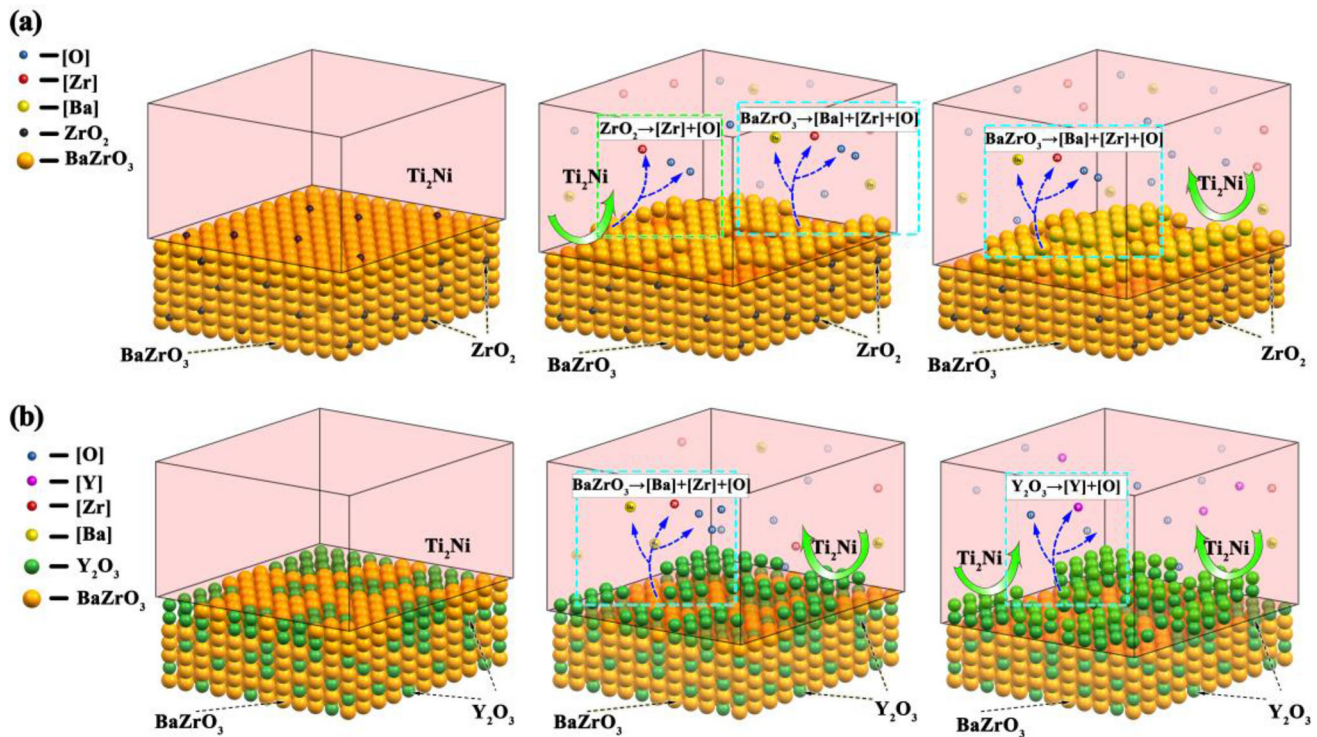 (a)
—[O]
—[Zr]
—[Ba]
—ZrO₂
—BaZrO₃
Ti₂Ni
BaZrO₃
ZrO₂
ZrO₂→[Zr]+[O]
BaZrO₃→[Ba]+[Zr]+[O]
Ti₂Ni
BaZrO₃
ZrO₂
BaZrO₃→[Ba]+[Zr]+[O]
Ti₂Ni
BaZrO₃
ZrO₂
(b)
—[O]
—[Y]
—[Zr]
—[Ba]
—Y₂O₃
—BaZrO₃
Ti₂Ni
BaZrO₃
Y₂O₃
BaZrO₃→[Ba]+[Zr]+[O]
Ti₂Ni
BaZrO₃
Y₂O₃
Y₂O₃→[Y]+[O]
Ti₂Ni
Ti₂Ni
BaZrO₃
Y₂O₃